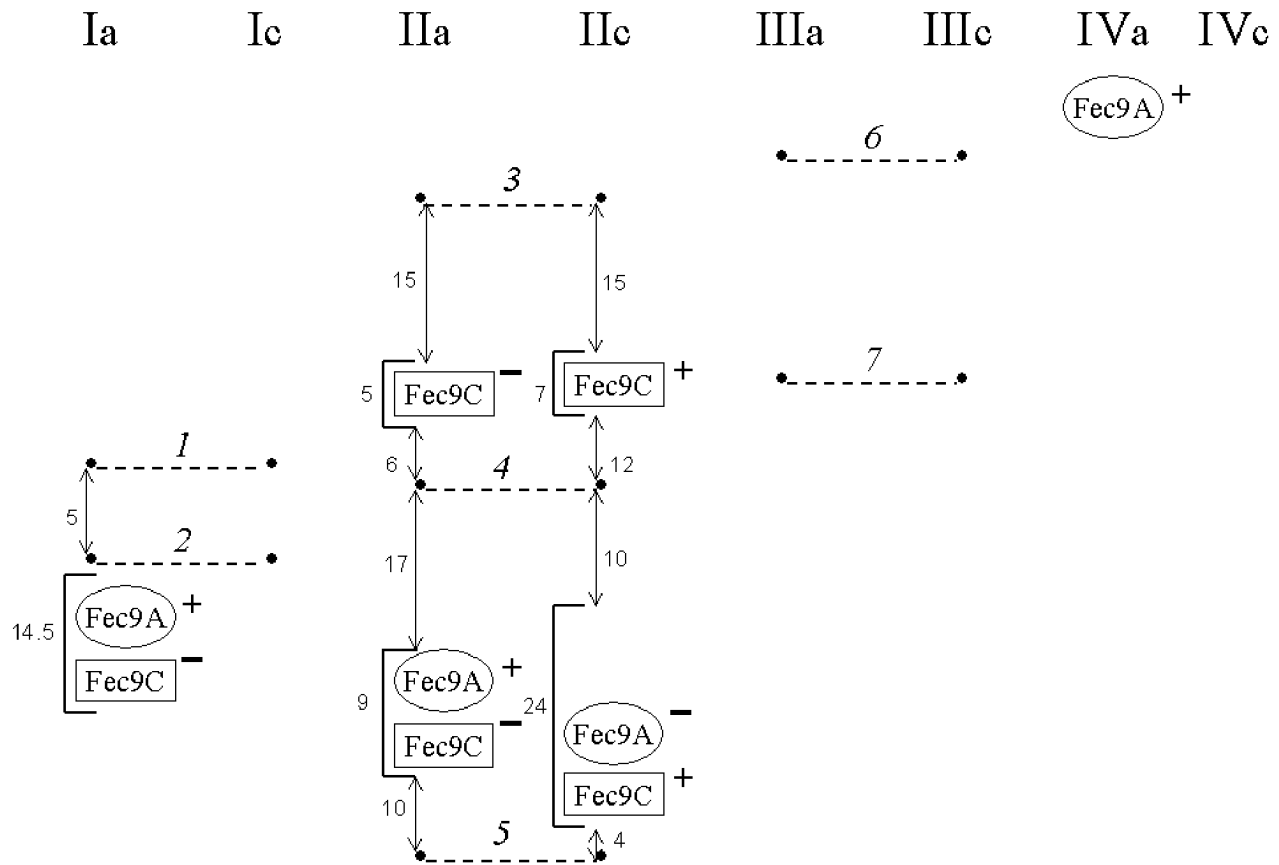 Ia Ic IIa IIc IIIa IIIc IVa IVc
Fec9A +
6
3
15 15
7
5 Fec9C - 7 Fec9C +
1
6 4 12
5
2
17 10
14.5 Fec9A + Fec9C -
9 Fec9A + Fec9C -
24 Fec9A - Fec9C +
10 5 4